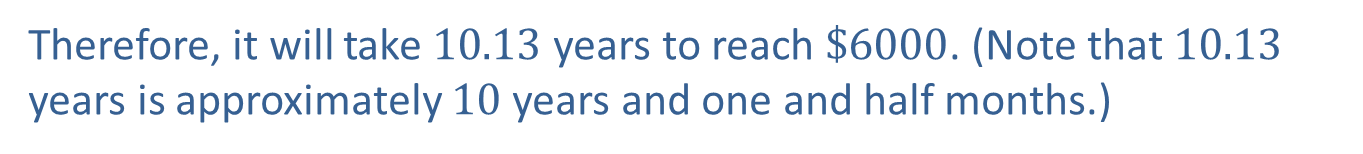 Therefore, it will take 10.13 years to reach $6000. (Note that 10.13
years is approximately 10 years and one and half months.)